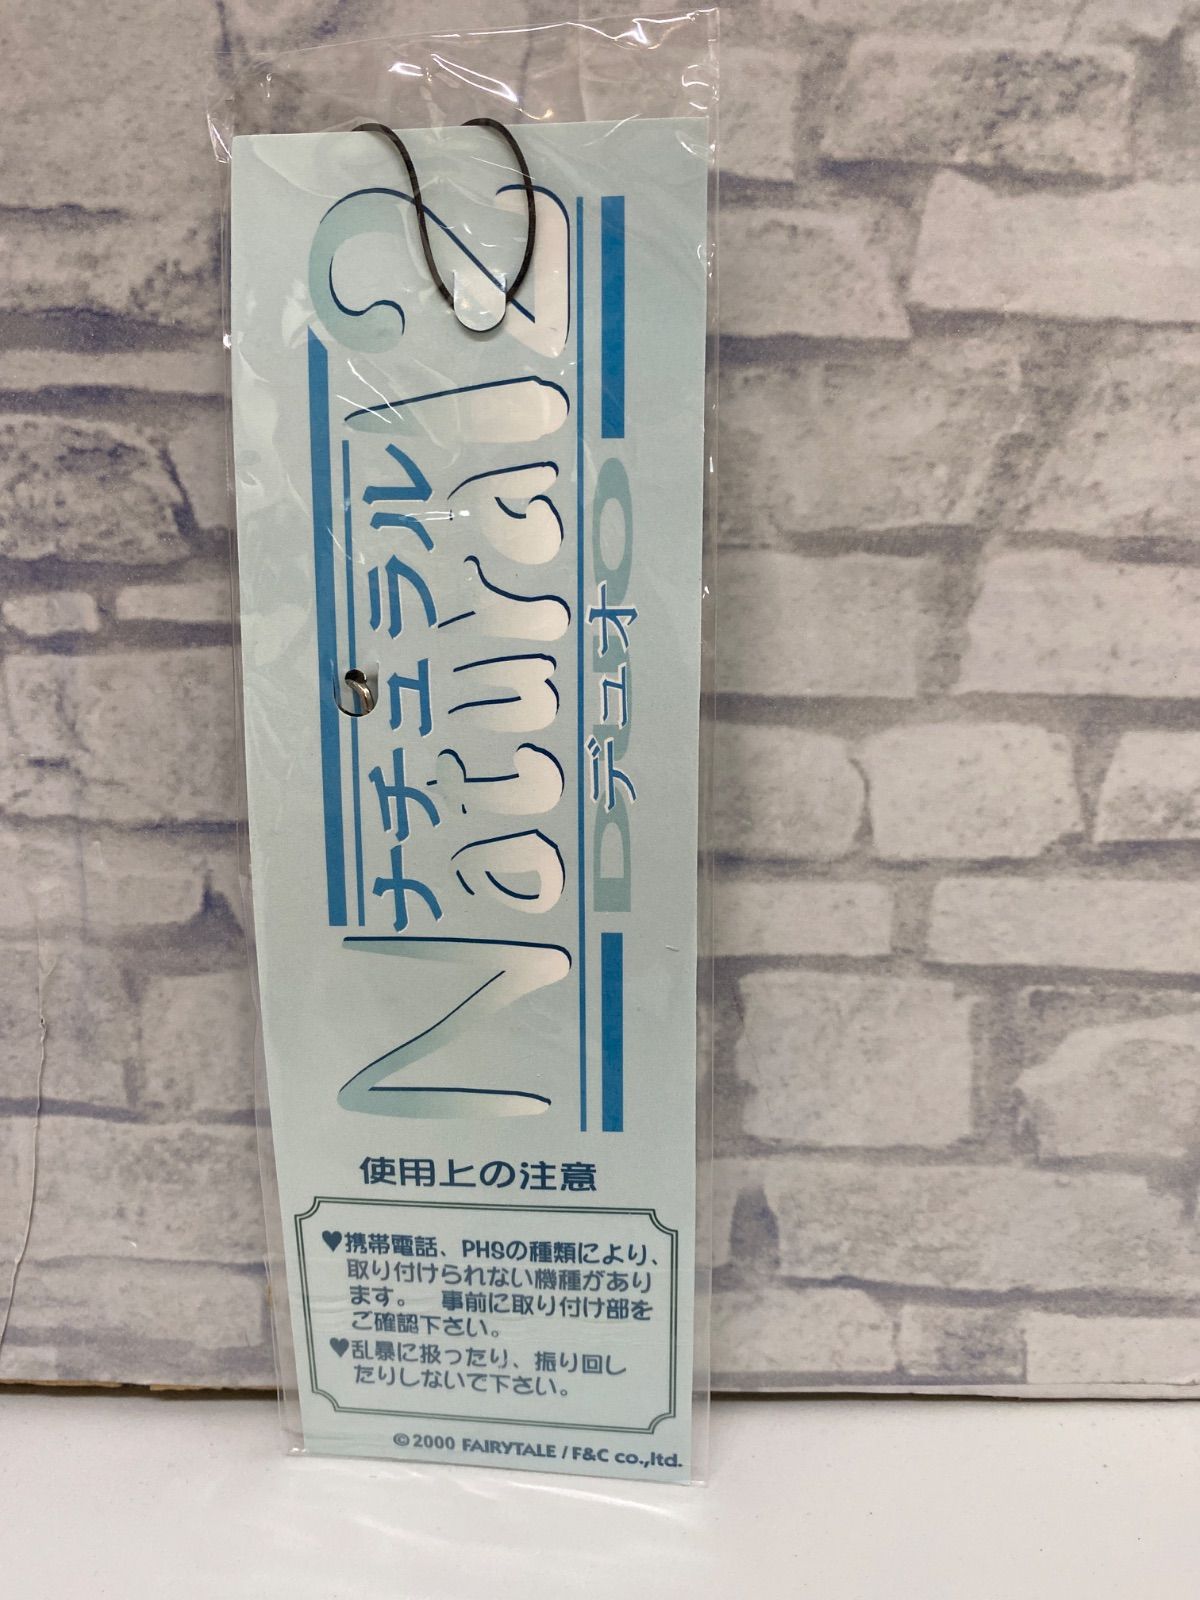 ナチュラル
Natural2
DUO
デュオ
使用上の注意
♥携帯電話、PHSの種類により、
取り付けられない機種があり
ます。 事前に取り付け部を
ご確認下さい。
♥乱暴に扱ったり、振り回し
たりしないで下さい。
©2000 FAIRYTALE / F&C co.,ltd.